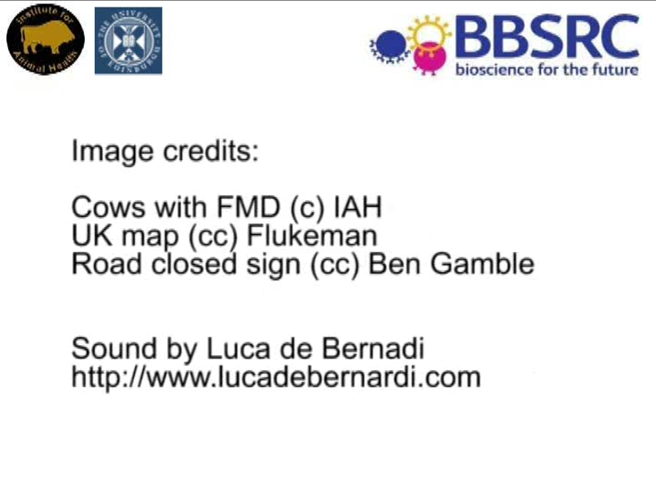 Institute for
Animal Health
THE UNIVERSITY
OF EDINBURGH
BBSRC
bioscience for the future
Image credits:
Cows with FMD (c) IAH
UK map (cc) Flukeman
Road closed sign (cc) Ben Gamble
Sound by Luca de Bernadi
http://www.lucadebernardi.com